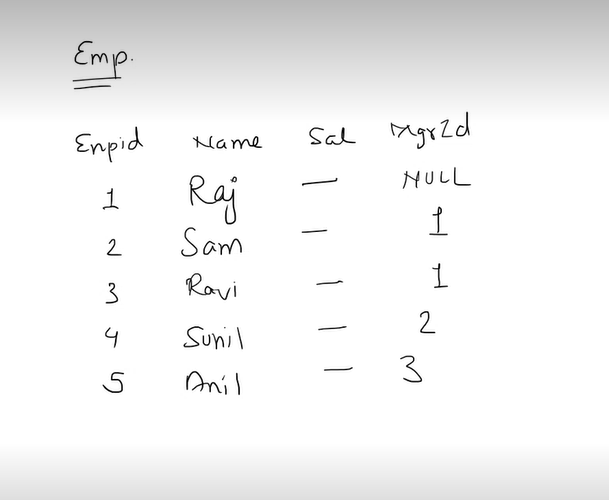 Emp.
Empid Name Sal MgrId
1 Raj — NULL
2 Sam — 1
3 Ravi — 1
4 Sunil — 2
5 Anil — 3